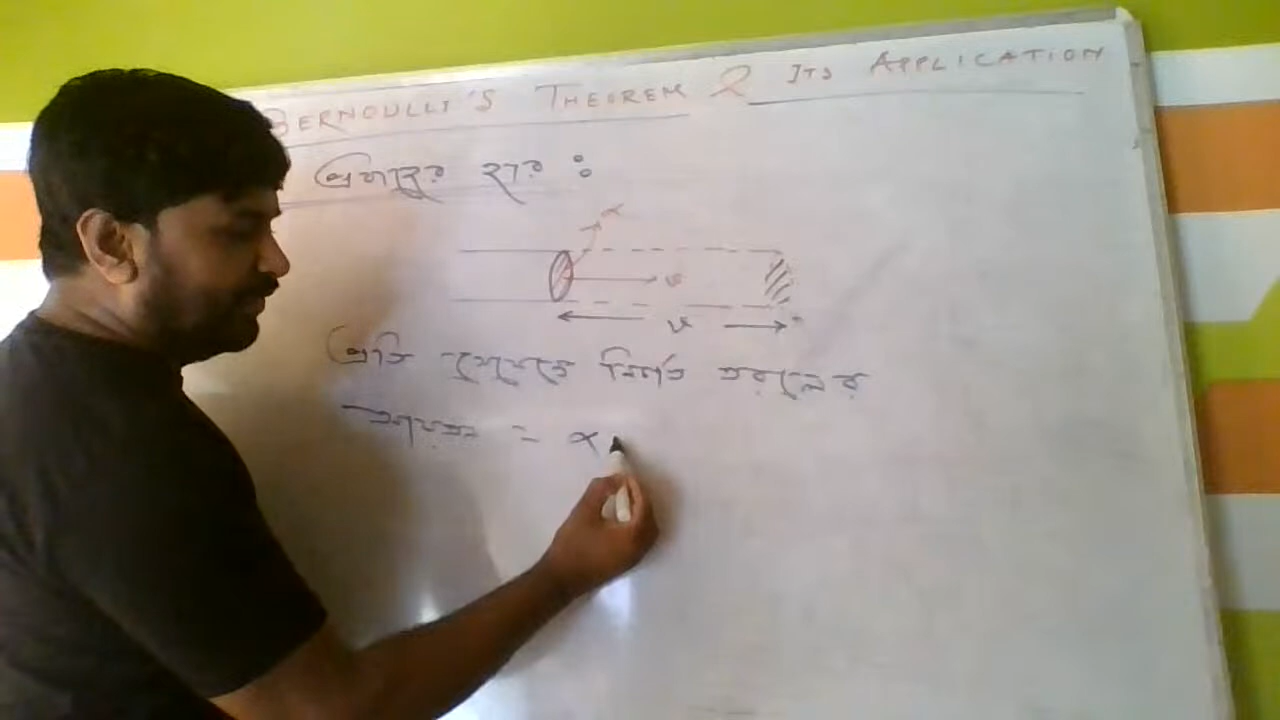 BERNOULLI'S THEOREM & ITS APPLICATION
প্রবাহের হার :
α
v
v
প্রতি সেকেন্ডে নির্গত তরলের
আয়তন = α